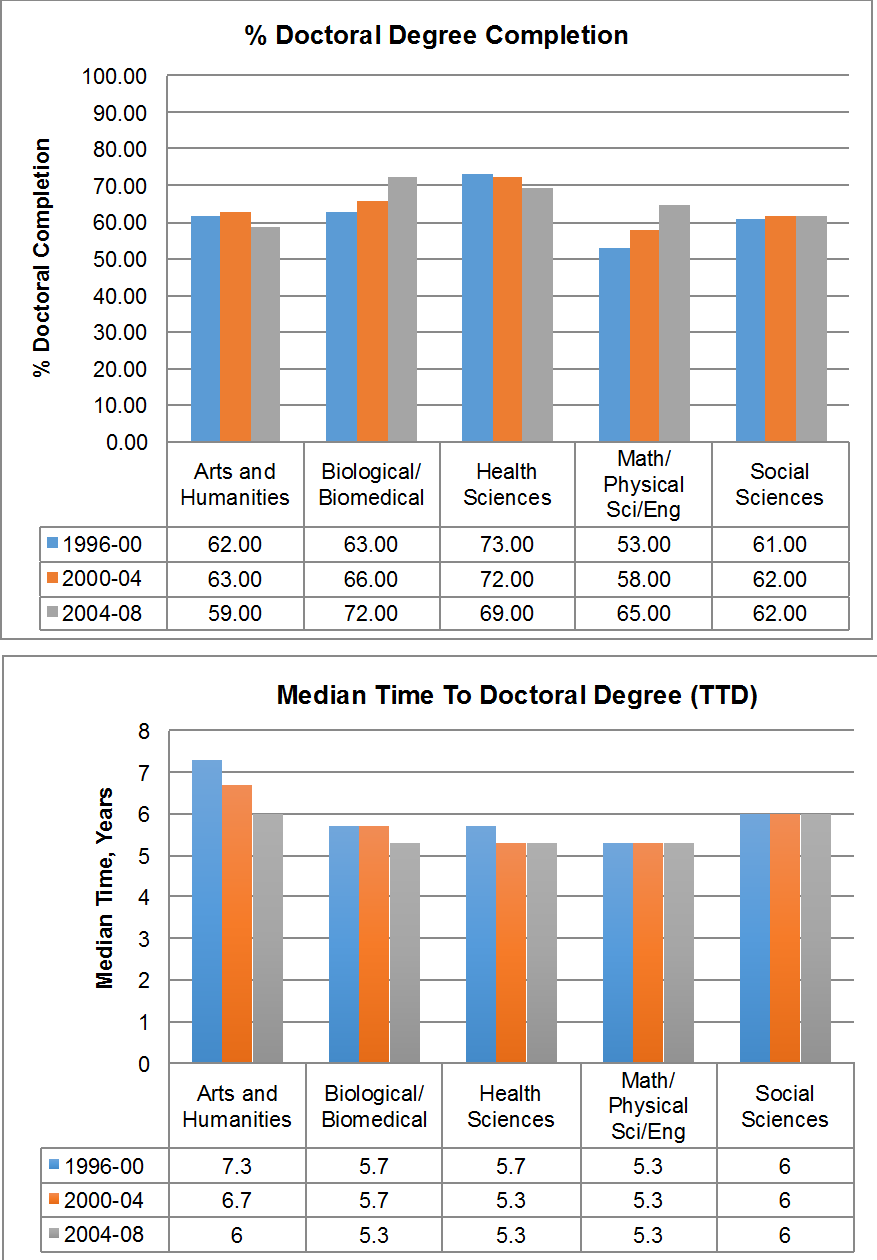 % Doctoral Degree Completion
100.00
90.00
80.00
70.00
60.00
50.00
40.00
30.00
20.00
10.00
0.00
% Doctoral Completion
Arts and
Humanities
Biological/
Biomedical
Health
Sciences
Math/
Physical
Sci/Eng
Social
Sciences
1996-00 62.00 63.00 73.00 53.00 61.00
2000-04 63.00 66.00 72.00 58.00 62.00
2004-08 59.00 72.00 69.00 65.00 62.00
Median Time To Doctoral Degree (TTD)
8
7
6
5
4
3
2
1
0
Median Time, Years
Arts and
Humanities
Biological/
Biomedical
Health
Sciences
Math/
Physical
Sci/Eng
Social
Sciences
1996-00 7.3 5.7 5.7 5.3 6
2000-04 6.7 5.7 5.3 5.3 6
2004-08 6 5.3 5.3 5.3 6